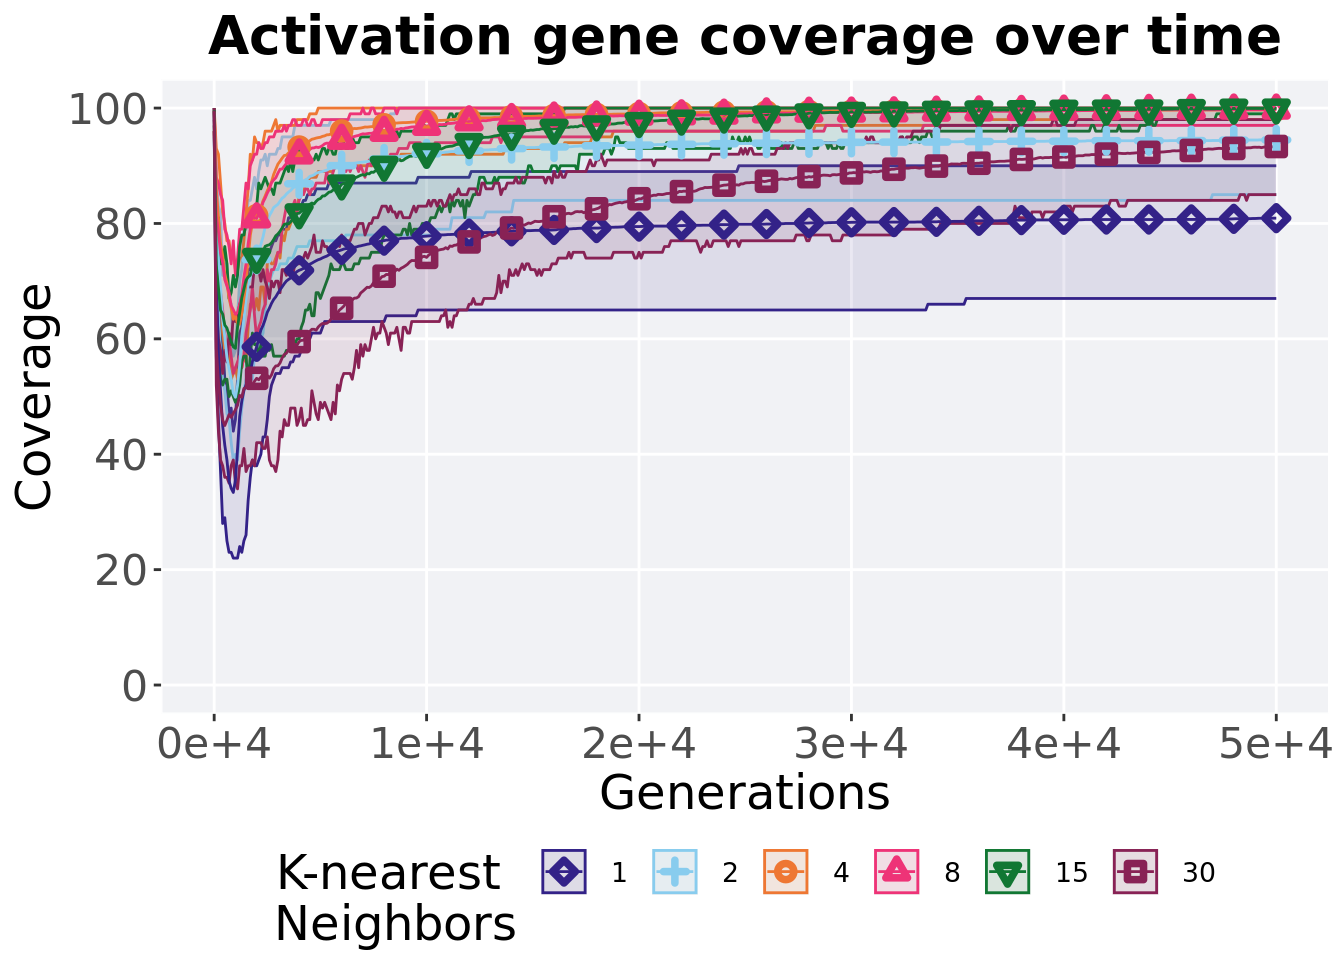 Activation gene coverage over time
Coverage
100
80
60
40
20
0
0e+4 1e+4 2e+4 3e+4 4e+4 5e+4
Generations
K-nearest
Neighbors
1 2 4 8 15 30